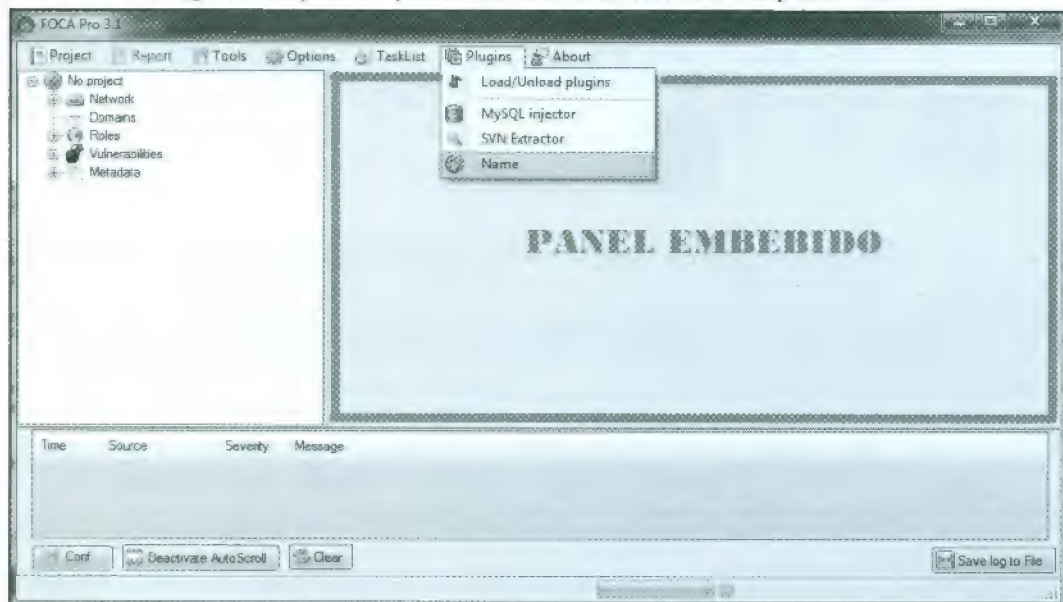 FOCA Pro 3.1
Project Report Tools Options TaskList Plugins About
No project
Network
Domains
Roles
Vulnerabilities
Metadata
Load/Unload plugins
MySQL injector
SVN Extractor
Name
PANEL EMBEBIDO
Time Source Severity Message
Conf Deactivate AutoScroll Clear Save log to File